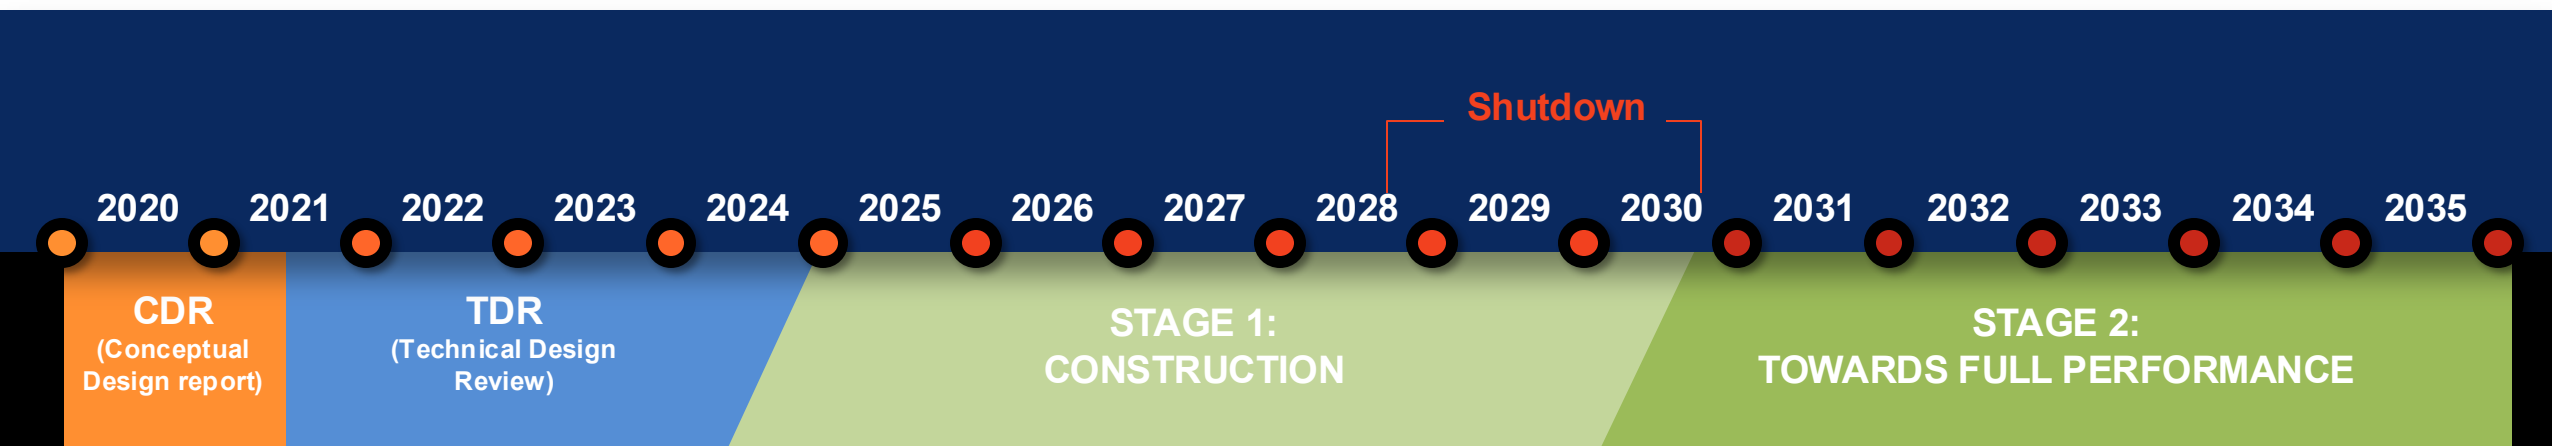 Shutdown
2020 2021 2022 2023 2024 2025 2026 2027 2028 2029 2030 2031 2032 2033 2034 2035
CDR
(Conceptual
Design report)
TDR
(Technical Design
Review)
STAGE 1:
CONSTRUCTION
STAGE 2:
TOWARDS FULL PERFORMANCE